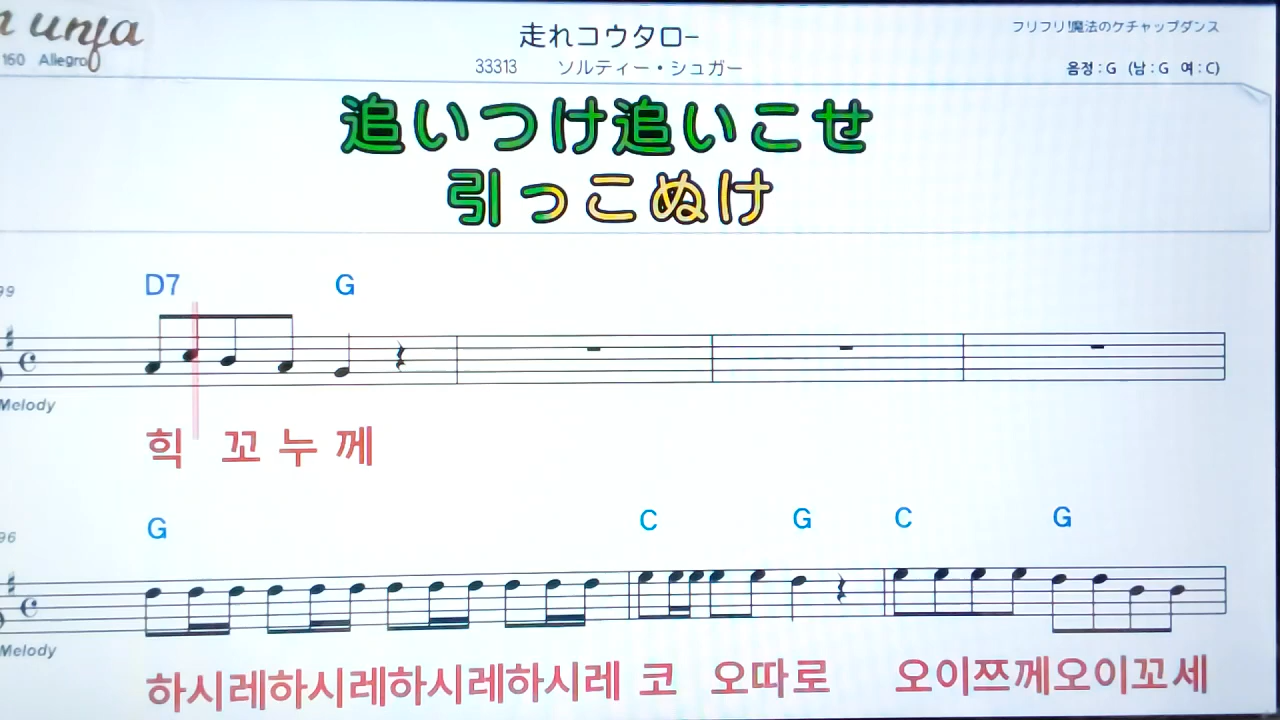 unfa
走れコウタロー
フリフリ!魔法のケチャップダンス
160 Allegro
33313 ソルティー・シュガー
음정 : G (남 : G 여 : C)
追いつけ追いこせ
引っこぬけ
D7 G
99
Melody
힉 꼬 누 께
G C G C G
96
Melody
하시레하시레하시레하시레 코 오따로 오이쯔께오이꼬세